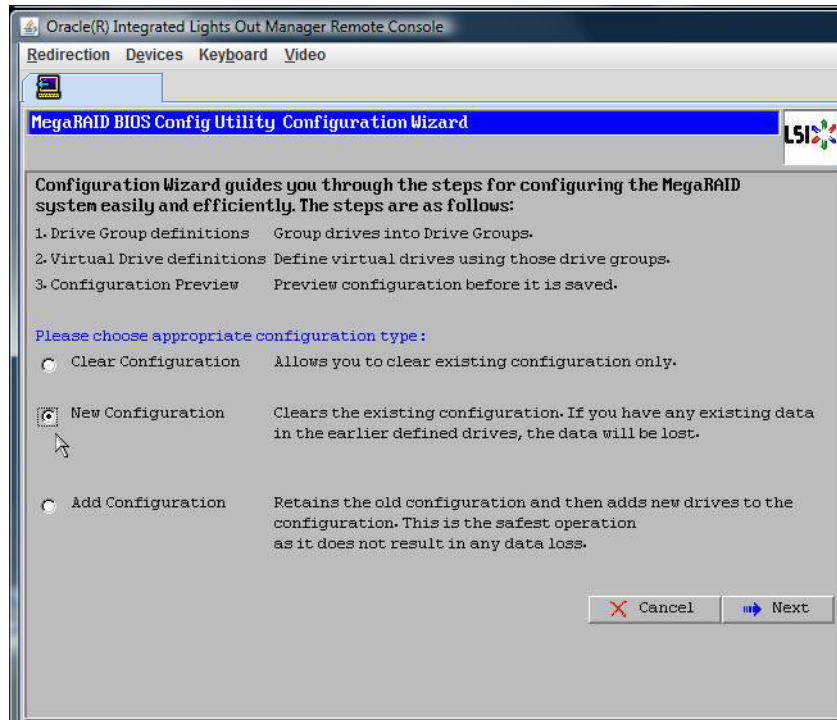 Oracle(R) Integrated Lights Out Manager Remote Console
Redirection Devices Keyboard Video
MegaRAID BIOS Config Utility Configuration Wizard
LSI
Configuration Wizard guides you through the steps for configuring the MegaRAID
system easily and efficiently. The steps are as follows:
1. Drive Group definitions Group drives into Drive Groups.
2. Virtual Drive definitions Define virtual drives using those drive groups.
3. Configuration Preview Preview configuration before it is saved.
Please choose appropriate configuration type:
Clear Configuration Allows you to clear existing configuration only.
New Configuration Clears the existing configuration. If you have any existing data
in the earlier defined drives, the data will be lost.
Add Configuration Retains the old configuration and then adds new drives to the
configuration. This is the safest operation
as it does not result in any data loss.
Cancel Next